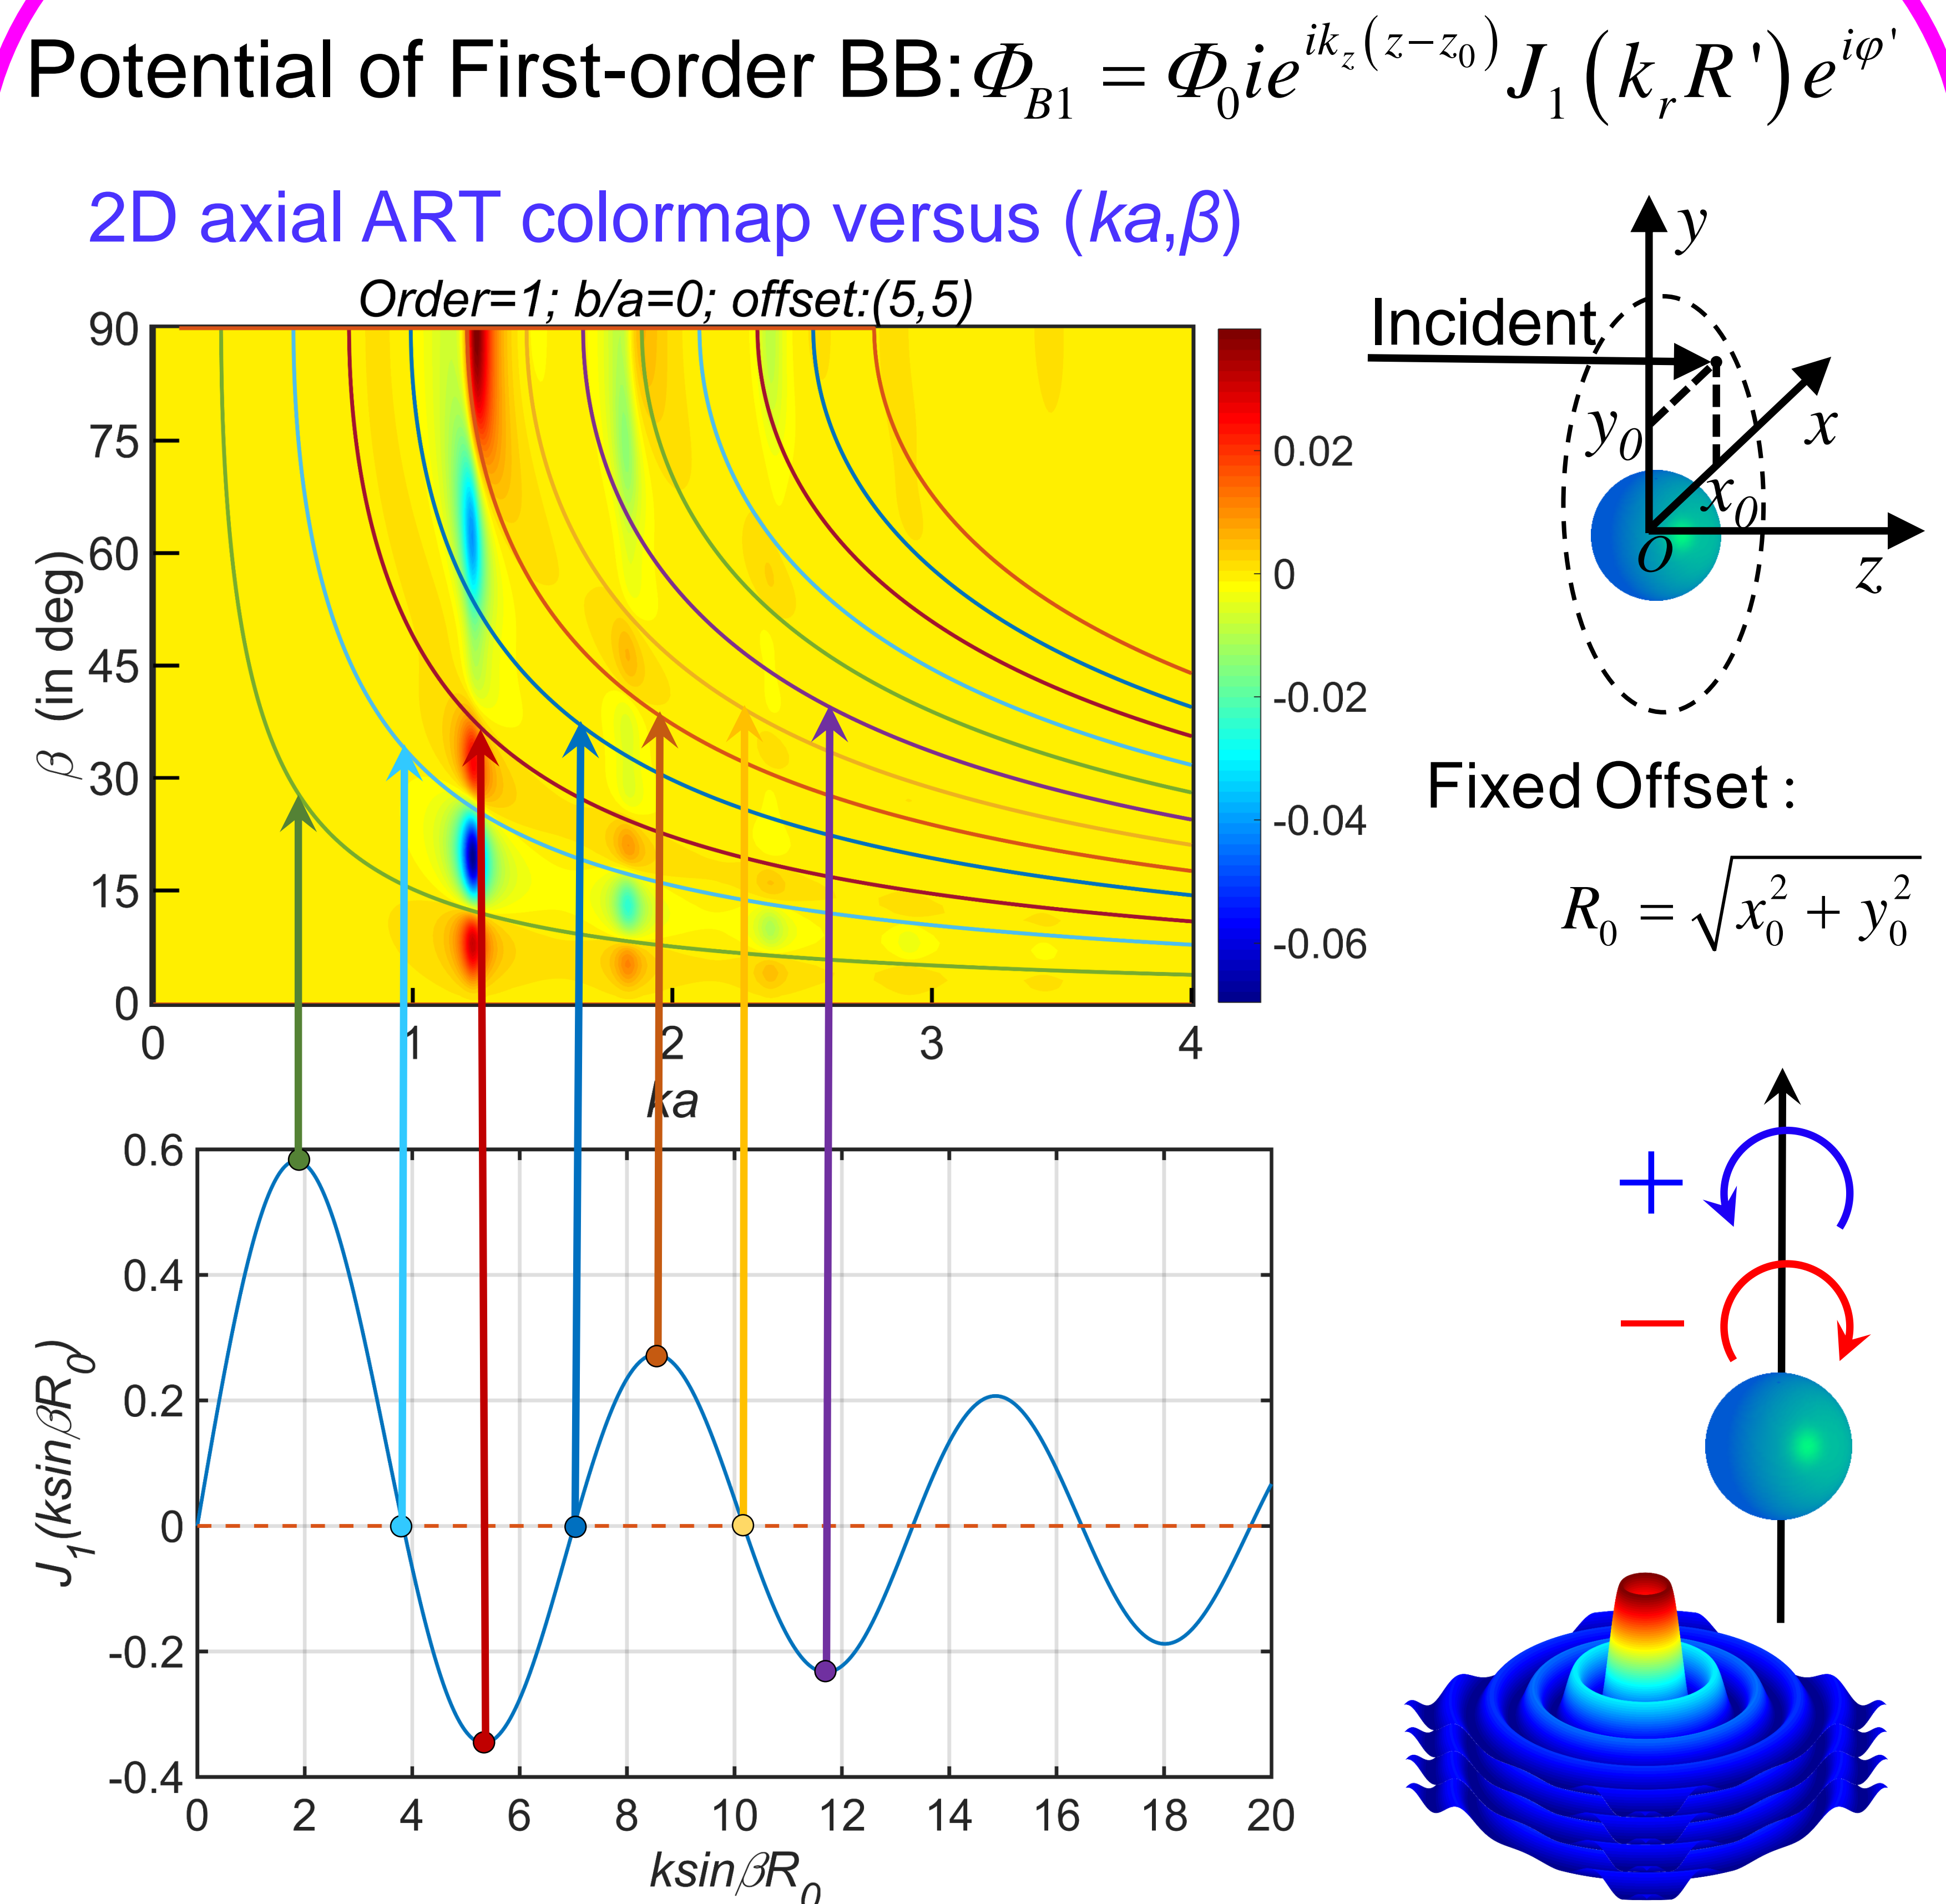 Potential of First-order BB: Φ_{B1} = Φ_0 i e^{ik_z(z−z_0)} J_1(k_r R') e^{iφ'}
2D axial ART colormap versus (ka,β)
Order=1; b/a=0; offset:(5,5)
90
75
60
45
30
15
0
β (in deg)
0 1 2 3 4
ka
0.02
0
-0.02
-0.04
-0.06
y
Incident
y_0
x
x_0
O
z
Fixed Offset :
R_0 = √(x_0^2 + y_0^2)
0.6
0.4
0.2
0
-0.2
-0.4
J_1(ksinβR_0)
0 2 4 6 8 10 12 14 16 18 20
ksinβR_0
+
−